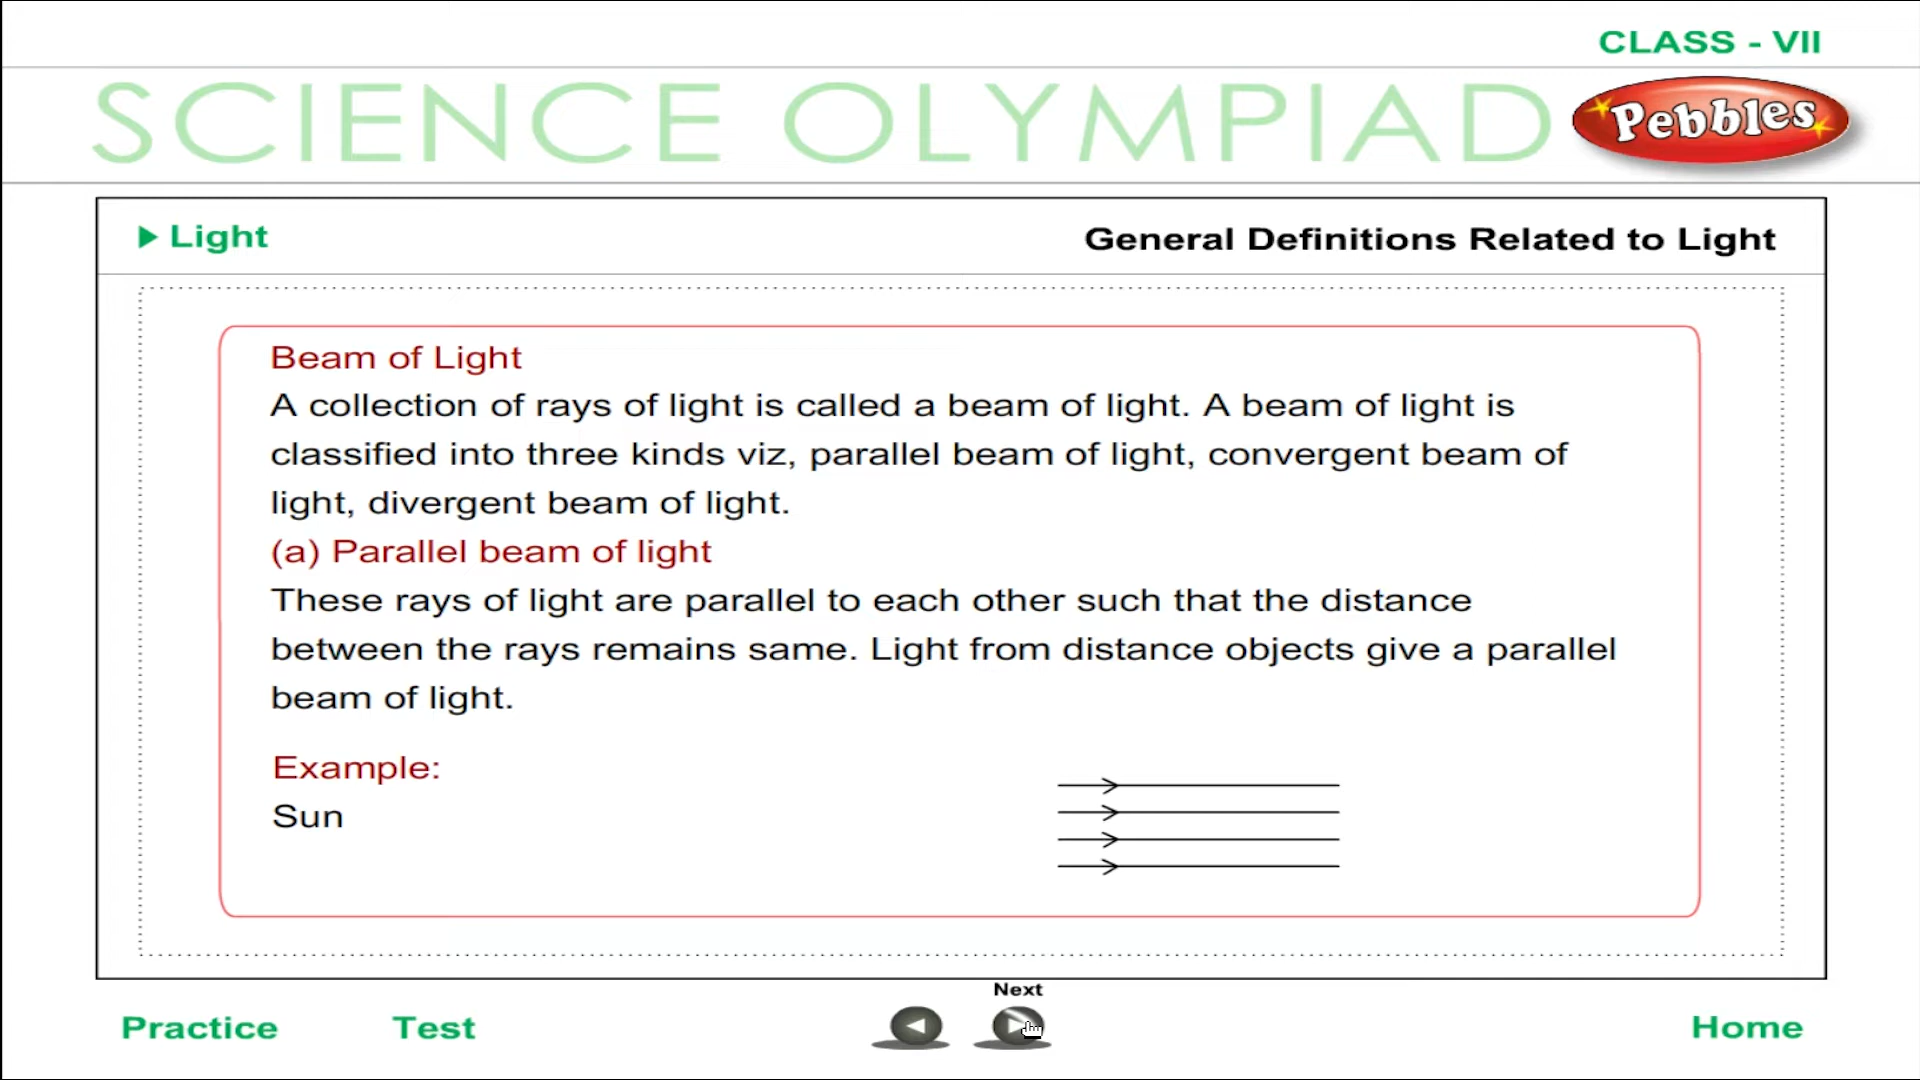 CLASS - VII
SCIENCE OLYMPIAD
Pebbles
Light
General Definitions Related to Light
Beam of Light
A collection of rays of light is called a beam of light. A beam of light is
classified into three kinds viz, parallel beam of light, convergent beam of
light, divergent beam of light.
(a) Parallel beam of light
These rays of light are parallel to each other such that the distance
between the rays remains same. Light from distance objects give a parallel
beam of light.
Example:
Sun
Next
Practice
Test
Home